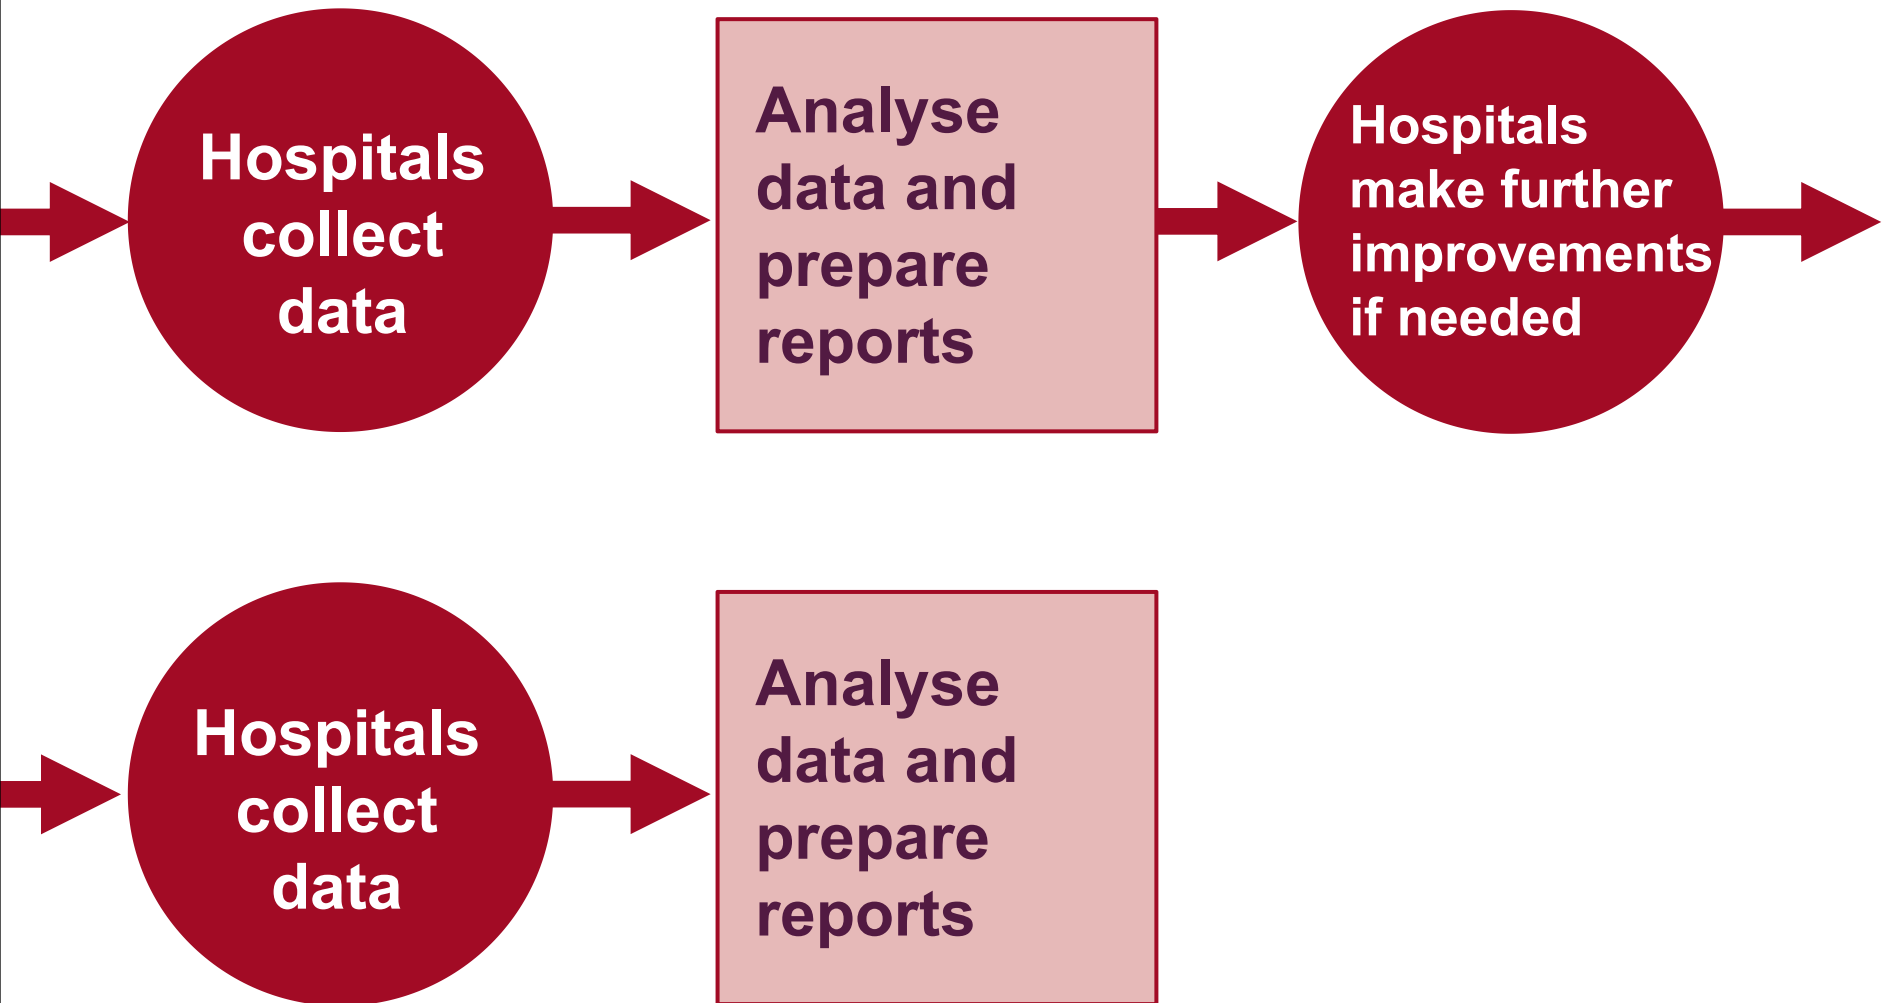 Hospitals
collect
data
Analyse
data and
prepare
reports
Hospitals
make further
improvements
if needed
Hospitals
collect
data
Analyse
data and
prepare
reports